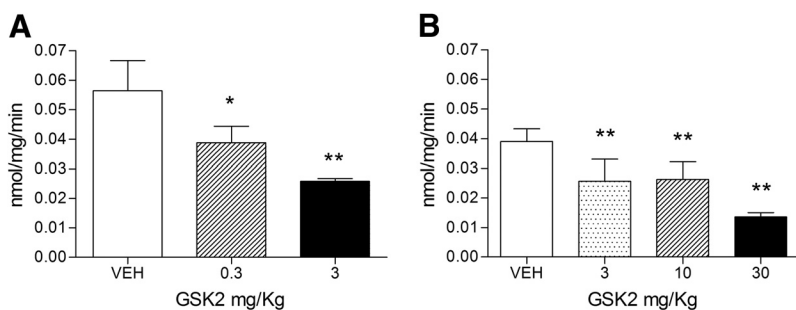 A
0.07
0.06
0.05
0.04
0.03
0.02
0.01
0.00
nmol/mg/min
*
**
VEH 0.3 3
GSK2 mg/Kg
B
0.07
0.06
0.05
0.04
0.03
0.02
0.01
0.00
nmol/mg/min
** ** **
VEH 3 10 30
GSK2 mg/Kg